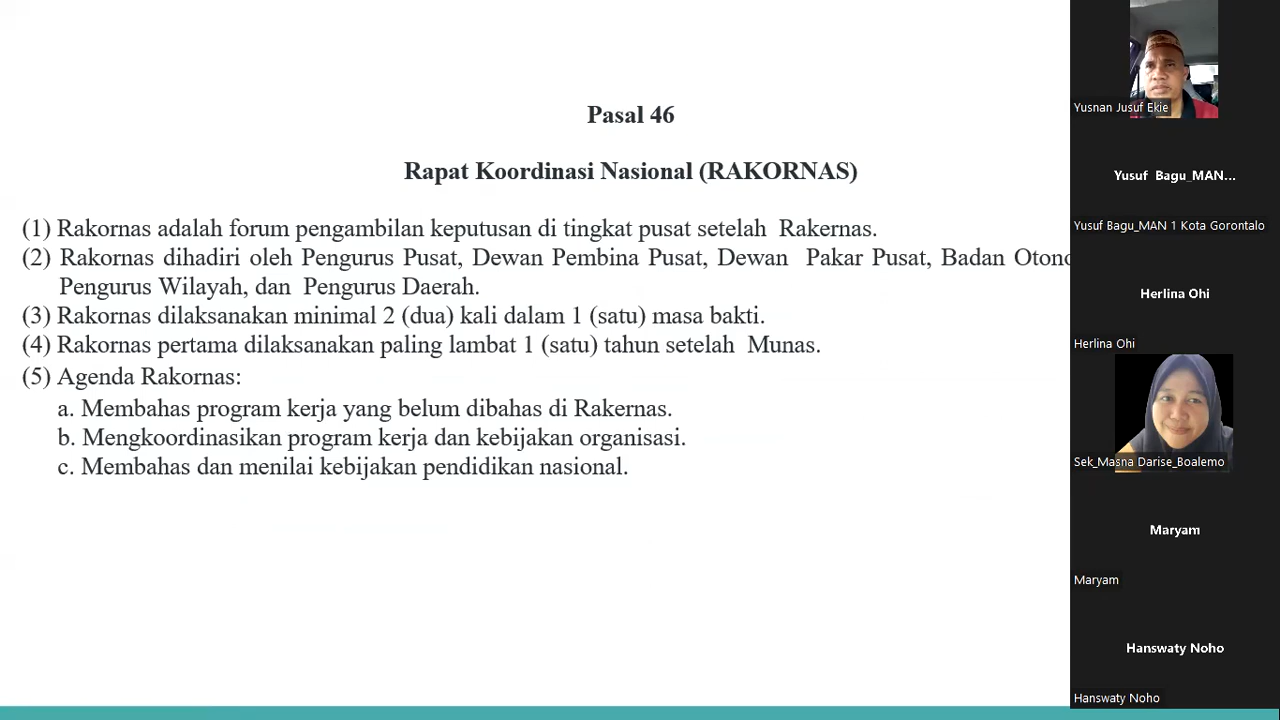 Pasal 46
Rapat Koordinasi Nasional (RAKORNAS)
(1) Rakornas adalah forum pengambilan keputusan di tingkat pusat setelah Rakernas.
(2) Rakornas dihadiri oleh Pengurus Pusat, Dewan Pembina Pusat, Dewan Pakar Pusat, Badan Otono
Pengurus Wilayah, dan Pengurus Daerah.
(3) Rakornas dilaksanakan minimal 2 (dua) kali dalam 1 (satu) masa bakti.
(4) Rakornas pertama dilaksanakan paling lambat 1 (satu) tahun setelah Munas.
(5) Agenda Rakornas:
a. Membahas program kerja yang belum dibahas di Rakernas.
b. Mengkoordinasikan program kerja dan kebijakan organisasi.
c. Membahas dan menilai kebijakan pendidikan nasional.
Yusnan Jusuf Ekie
Yusuf Bagu_MAN...
Yusuf Bagu_MAN 1 Kota Gorontalo
Herlina Ohi
Herlina Ohi
Sek_Masna Darise_Boalemo
Maryam
Maryam
Hanswaty Noho
Hanswaty Noho